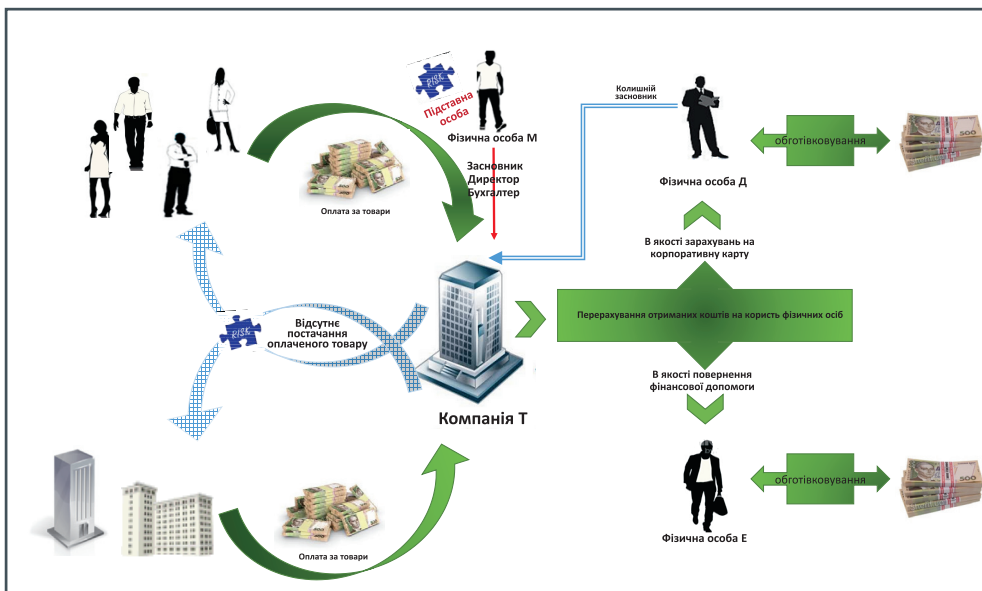 RISK
Підставна
особа
Фізична особа М
Засновник
Директор
Бухгалтер
Оплата за товари
Колишній
засновник
Фізична особа Д
обготівковування
500
В якості зарахувань на
корпоративну карту
Перерахування отриманих коштів на користь фізичних осіб
В якості повернення
фінансової допомоги
RISK
Відсутнє
постачання
оплаченого товару
Компанія Т
Оплата за товари
Фізична особа Е
обготівковування
500